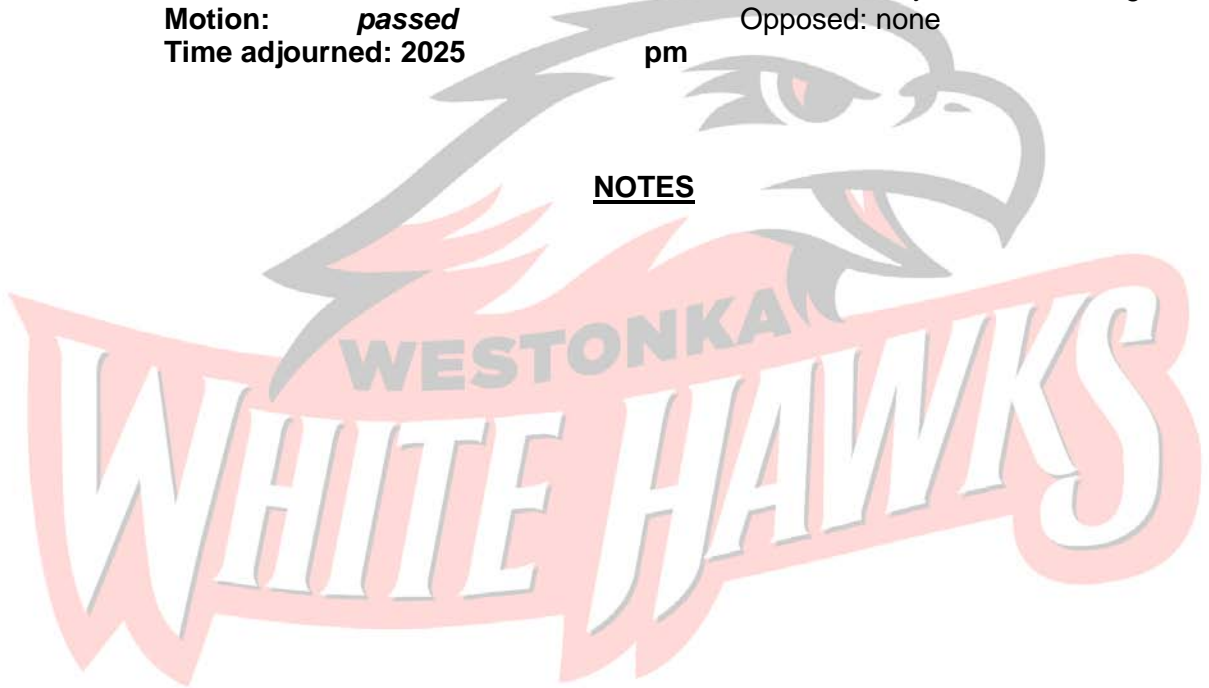 Motion: passed Opposed: none
Time adjourned: 2025 pm
NOTES
WESTONKA
WHITE HAWKS